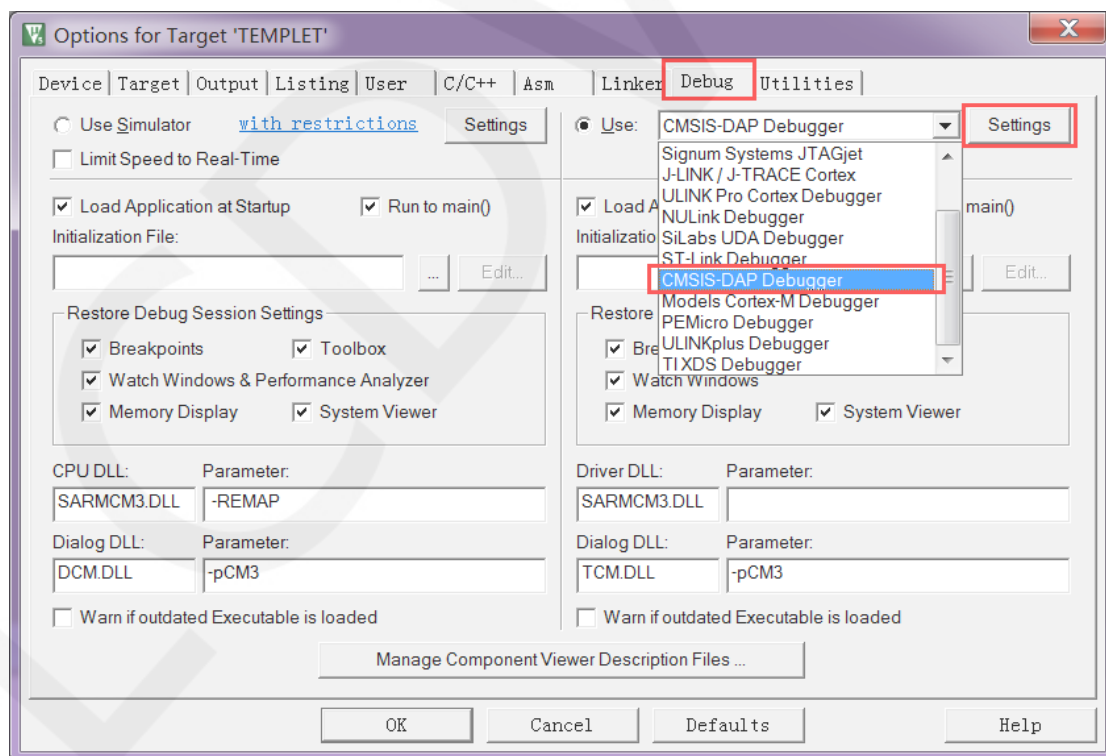 Options for Target 'TEMPLET'
Device Target Output Listing User C/C++ Asm Linker Debug Utilities
Use Simulator with restrictions Settings
Limit Speed to Real-Time
Load Application at Startup Run to main()
Initialization File:
... Edit...
Restore Debug Session Settings
Breakpoints Toolbox
Watch Windows & Performance Analyzer
Memory Display System Viewer
CPU DLL: Parameter:
SARMCM3.DLL -REMAP
Dialog DLL: Parameter:
DCM.DLL -pCM3
Warn if outdated Executable is loaded
Use: CMSIS-DAP Debugger Settings
Signum Systems JTAGjet
J-LINK / J-TRACE Cortex
ULINK Pro Cortex Debugger
NULink Debugger
SiLabs UDA Debugger
ST-Link Debugger
CMSIS-DAP Debugger
Models Cortex-M Debugger
PEMicro Debugger
ULINKplus Debugger
TI XDS Debugger
Load A main()
Initializatio
Edit...
Restore
Bre
Watch Windows
Memory Display System Viewer
Driver DLL: Parameter:
SARMCM3.DLL
Dialog DLL: Parameter:
TCM.DLL -pCM3
Warn if outdated Executable is loaded
Manage Component Viewer Description Files ...
OK Cancel Defaults Help